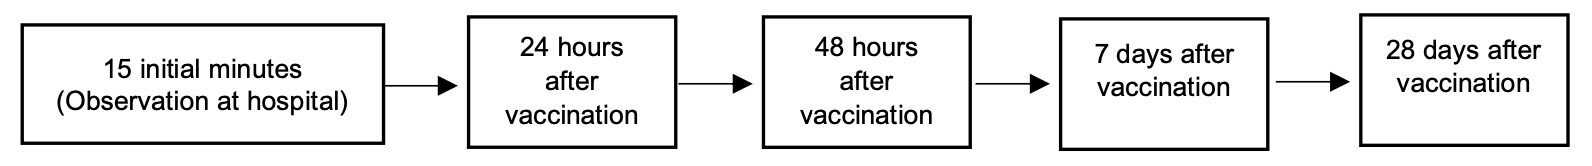 15 initial minutes
(Observation at hospital)
24 hours
after
vaccination
48 hours
after
vaccination
7 days after
vaccination
28 days after
vaccination